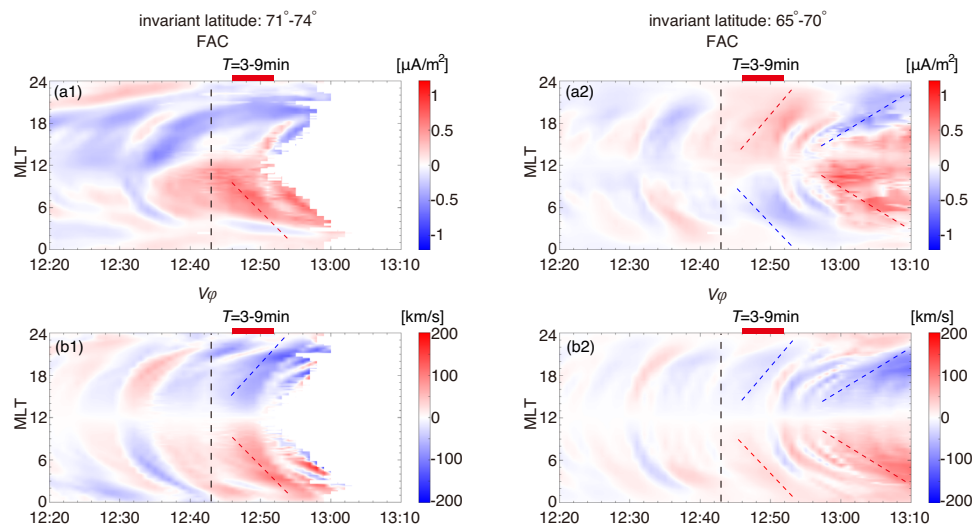 invariant latitude: 71°-74°
FAC
T=3-9min
[μA/m²]
(a1)
24
18
12
6
0
MLT
1
0.5
0
-0.5
-1
12:20 12:30 12:40 12:50 13:00 13:10
invariant latitude: 65°-70°
FAC
T=3-9min
[μA/m²]
(a2)
24
18
12
6
0
MLT
1
0.5
0
-0.5
-1
12:20 12:30 12:40 12:50 13:00 13:10
Vφ
T=3-9min
[km/s]
(b1)
24
18
12
6
0
MLT
200
100
0
-100
-200
12:20 12:30 12:40 12:50 13:00 13:10
Vφ
T=3-9min
[km/s]
(b2)
24
18
12
6
0
MLT
200
100
0
-100
-200
12:20 12:30 12:40 12:50 13:00 13:10